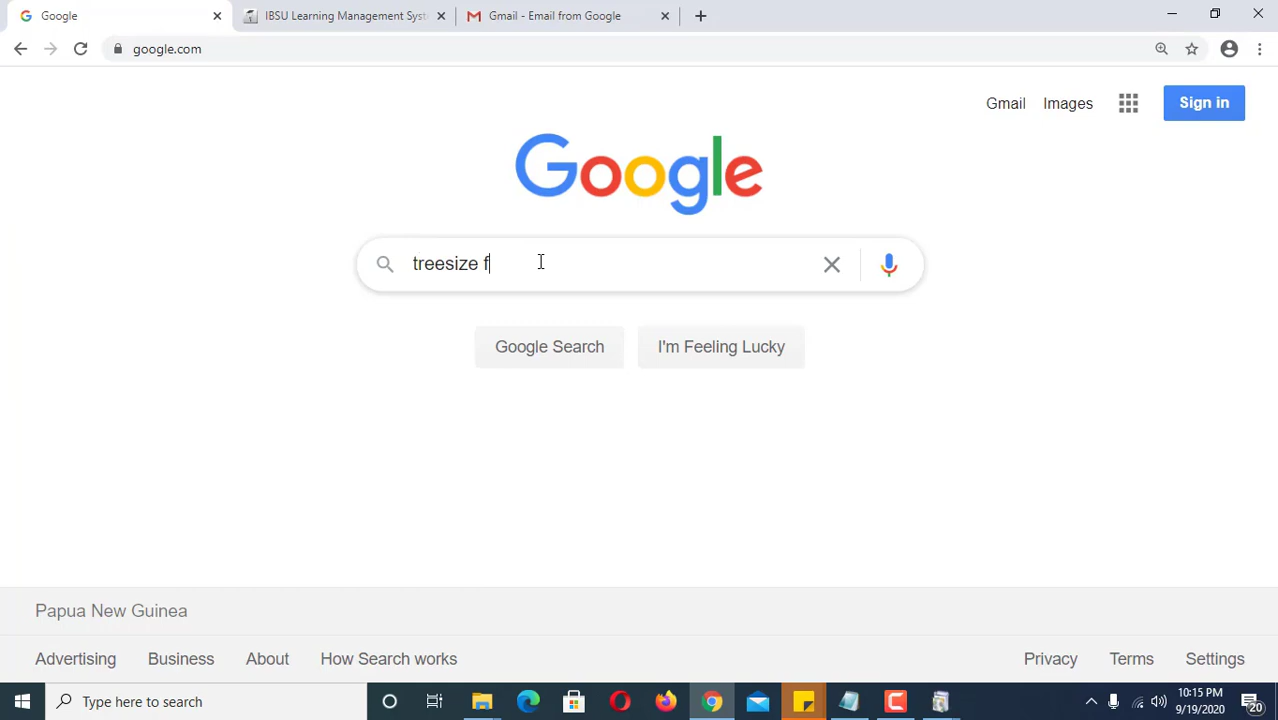 Google
IBSU Learning Management Syst
Gmail - Email from Google
google.com
Gmail
Images
Sign in
Google
treesize f
Google Search
I'm Feeling Lucky
Papua New Guinea
Advertising
Business
About
How Search works
Privacy
Terms
Settings
Type here to search
10:15 PM
9/19/2020
20